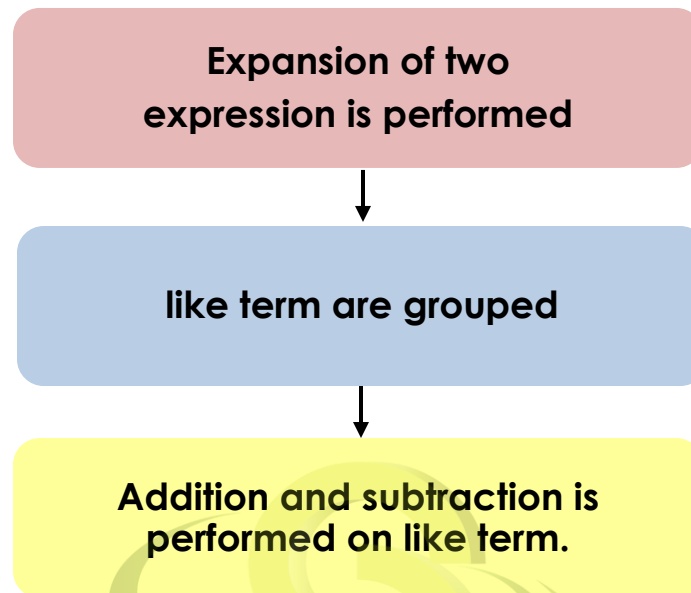 Expansion of two
expression is performed
like term are grouped
Addition and subtraction is
performed on like term.